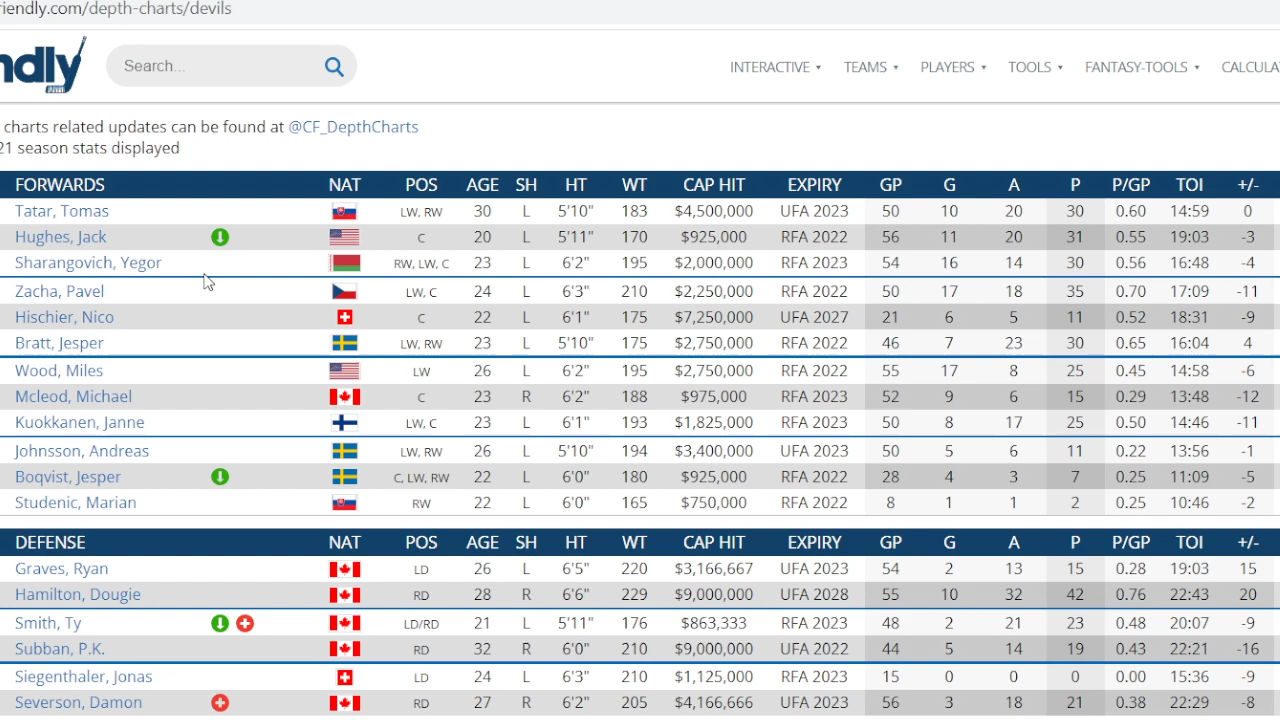 riendly.com/depth-charts/devils
ndly Search... INTERACTIVE TEAMS PLAYERS TOOLS FANTASY-TOOLS CALCULA
charts related updates can be found at @CF_DepthCharts
21 season stats displayed
FORWARDS NAT POS AGE SH HT WT CAP HIT EXPIRY GP G A P P/GP TOI +/-
Tatar, Tomas LW, RW 30 L 5'10" 183 $4,500,000 UFA 2023 50 10 20 30 0.60 14:59 0
Hughes, Jack C 20 L 5'11" 170 $925,000 RFA 2022 56 11 20 31 0.55 19:03 -3
Sharangovich, Yegor RW, LW, C 23 L 6'2" 195 $2,000,000 RFA 2023 54 16 14 30 0.56 16:48 -4
Zacha, Pavel LW, C 24 L 6'3" 210 $2,250,000 RFA 2022 50 17 18 35 0.70 17:09 -11
Hischier, Nico C 22 L 6'1" 175 $7,250,000 UFA 2027 21 6 5 11 0.52 18:31 -9
Bratt, Jesper LW, RW 23 L 5'10" 175 $2,750,000 RFA 2022 46 7 23 30 0.65 16:04 4
Wood, Miles LW 26 L 6'2" 195 $2,750,000 RFA 2022 55 17 8 25 0.45 14:58 -6
Mcleod, Michael C 23 R 6'2" 188 $975,000 RFA 2023 52 9 6 15 0.29 13:48 -12
Kuokkanen, Janne LW, C 23 L 6'1" 193 $1,825,000 RFA 2023 50 8 17 25 0.50 14:46 -11
Johnsson, Andreas LW, RW 26 L 5'10" 194 $3,400,000 UFA 2023 50 5 6 11 0.22 13:56 -1
Boqvist, Jesper C, LW, RW 22 L 6'0" 180 $925,000 RFA 2022 28 4 3 7 0.25 11:09 -5
Studenic, Marian RW 22 L 6'0" 165 $750,000 RFA 2022 8 1 1 2 0.25 10:46 -2
DEFENSE NAT POS AGE SH HT WT CAP HIT EXPIRY GP G A P P/GP TOI +/-
Graves, Ryan LD 26 L 6'5" 220 $3,166,667 UFA 2023 54 2 13 15 0.28 19:03 15
Hamilton, Dougie RD 28 R 6'6" 229 $9,000,000 UFA 2028 55 10 32 42 0.76 22:43 20
Smith, Ty LD/RD 21 L 5'11" 176 $863,333 RFA 2023 48 2 21 23 0.48 20:07 -9
Subban, P.K. RD 32 R 6'0" 210 $9,000,000 UFA 2022 44 5 14 19 0.43 22:21 -16
Siegenthaler, Jonas LD 24 L 6'3" 210 $1,125,000 RFA 2023 15 0 0 0 0.00 15:36 -9
Severson, Damon RD 27 R 6'2" 205 $4,166,666 UFA 2023 56 3 18 21 0.38 22:29 -8